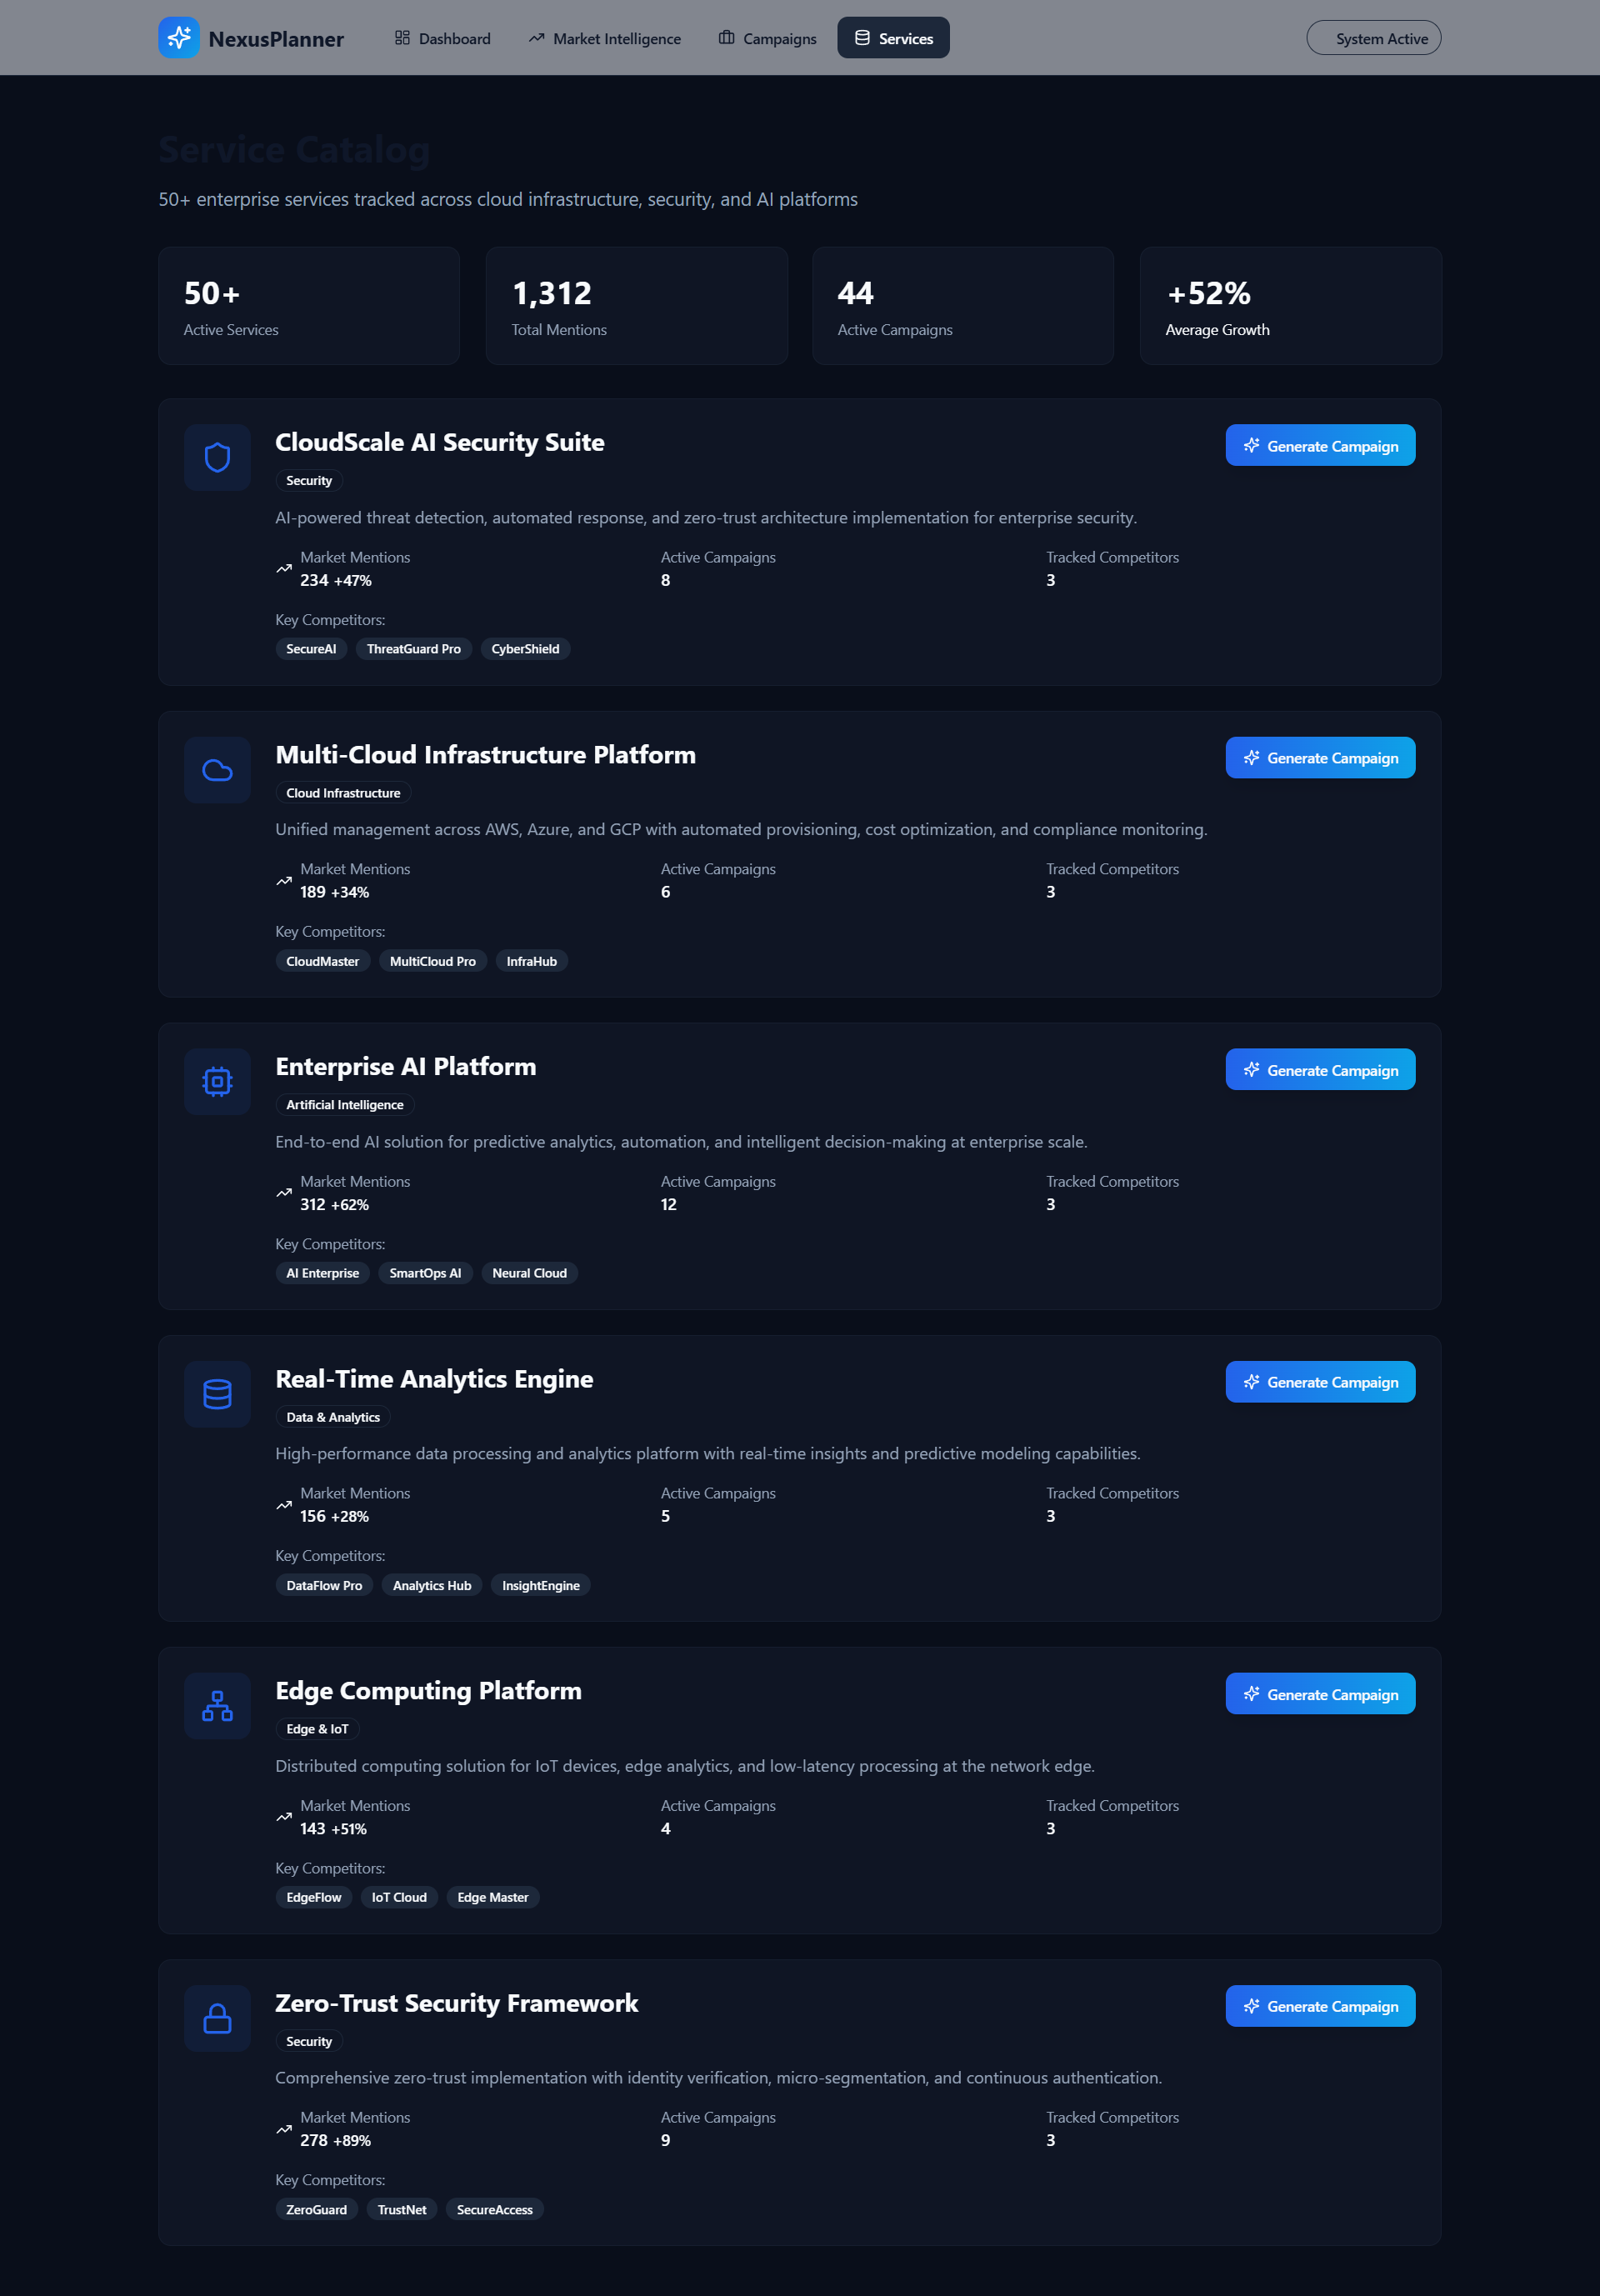 NexusPlanner
Dashboard
Market Intelligence
Campaigns
Services
System Active
Service Catalog
50+ enterprise services tracked across cloud infrastructure, security, and AI platforms
50+
Active Services
1,312
Total Mentions
44
Active Campaigns
+52%
Average Growth
CloudScale AI Security Suite
Generate Campaign
Security
AI-powered threat detection, automated response, and zero-trust architecture implementation for enterprise security.
Market Mentions
234 +47%
Active Campaigns
8
Tracked Competitors
3
Key Competitors:
SecureAI
ThreatGuard Pro
CyberShield
Multi-Cloud Infrastructure Platform
Generate Campaign
Cloud Infrastructure
Unified management across AWS, Azure, and GCP with automated provisioning, cost optimization, and compliance monitoring.
Market Mentions
189 +34%
Active Campaigns
6
Tracked Competitors
3
Key Competitors:
CloudMaster
MultiCloud Pro
InfraHub
Enterprise AI Platform
Generate Campaign
Artificial Intelligence
End-to-end AI solution for predictive analytics, automation, and intelligent decision-making at enterprise scale.
Market Mentions
312 +62%
Active Campaigns
12
Tracked Competitors
3
Key Competitors:
AI Enterprise
SmartOps AI
Neural Cloud
Real-Time Analytics Engine
Generate Campaign
Data & Analytics
High-performance data processing and analytics platform with real-time insights and predictive modeling capabilities.
Market Mentions
156 +28%
Active Campaigns
5
Tracked Competitors
3
Key Competitors:
DataFlow Pro
Analytics Hub
InsightEngine
Edge Computing Platform
Generate Campaign
Edge & IoT
Distributed computing solution for IoT devices, edge analytics, and low-latency processing at the network edge.
Market Mentions
143 +51%
Active Campaigns
4
Tracked Competitors
3
Key Competitors:
EdgeFlow
IoT Cloud
Edge Master
Zero-Trust Security Framework
Generate Campaign
Security
Comprehensive zero-trust implementation with identity verification, micro-segmentation, and continuous authentication.
Market Mentions
278 +89%
Active Campaigns
9
Tracked Competitors
3
Key Competitors:
ZeroGuard
TrustNet
SecureAccess